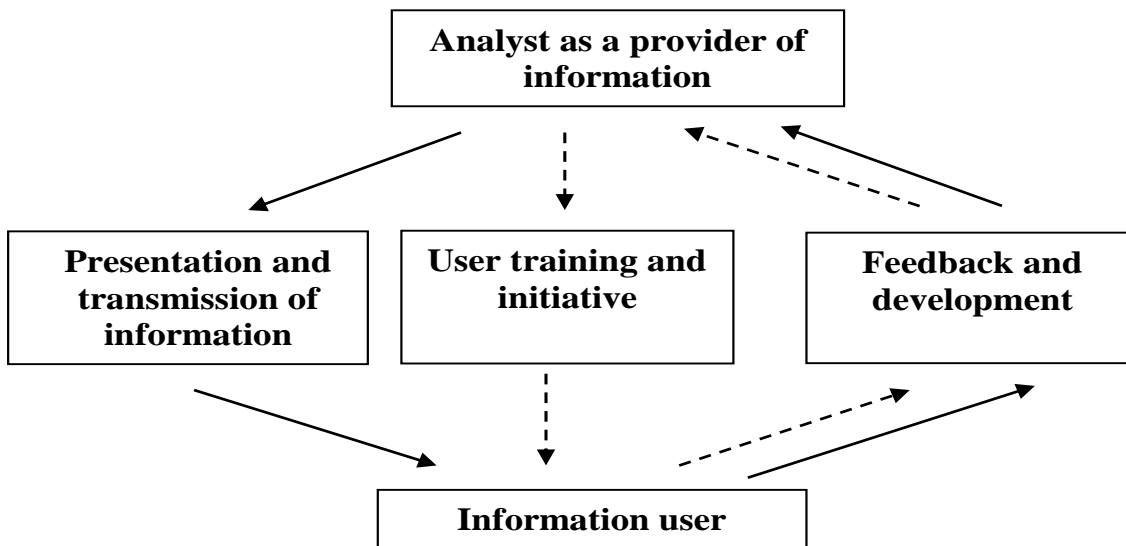 Analyst as a provider of
information
Presentation and
transmission of
information
User training and
initiative
Feedback and
development
Information user